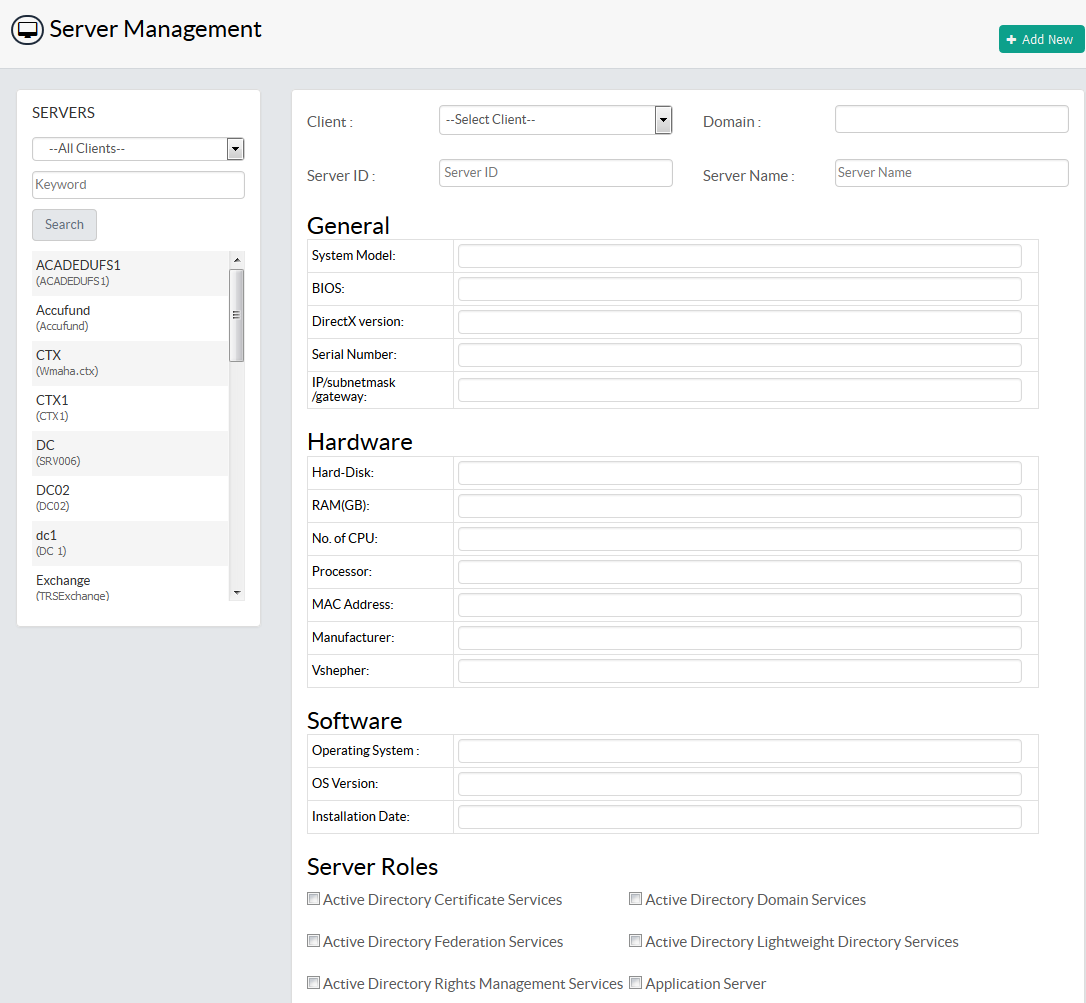 Server Management
+ Add New
SERVERS
--All Clients--
Keyword
Search
ACADEDUFS1
(ACADEDUFS1)
Accufund
(Accufund)
CTX
(Wmaha.ctx)
CTX1
(CTX1)
DC
(SRV006)
DC02
(DC02)
dc1
(DC 1)
Exchange
(TRSExchange)
Client : --Select Client-- Domain :
Server ID : Server ID Server Name : Server Name
General
System Model:
BIOS:
DirectX version:
Serial Number:
IP/subnetmask
/gateway:
Hardware
Hard-Disk:
RAM(GB):
No. of CPU:
Processor:
MAC Address:
Manufacturer:
Vshepher:
Software
Operating System :
OS Version:
Installation Date:
Server Roles
Active Directory Certificate Services Active Directory Domain Services
Active Directory Federation Services Active Directory Lightweight Directory Services
Active Directory Rights Management Services Application Server